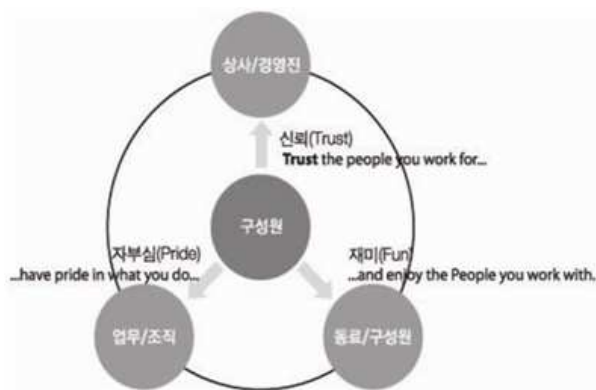 상사/경영진
신뢰(Trust)
Trust the people you work for...
구성원
자부심(Pride)
...have pride in what you do...
재미(Fun)
...and enjoy the People you work with.
업무/조직
동료/구성원